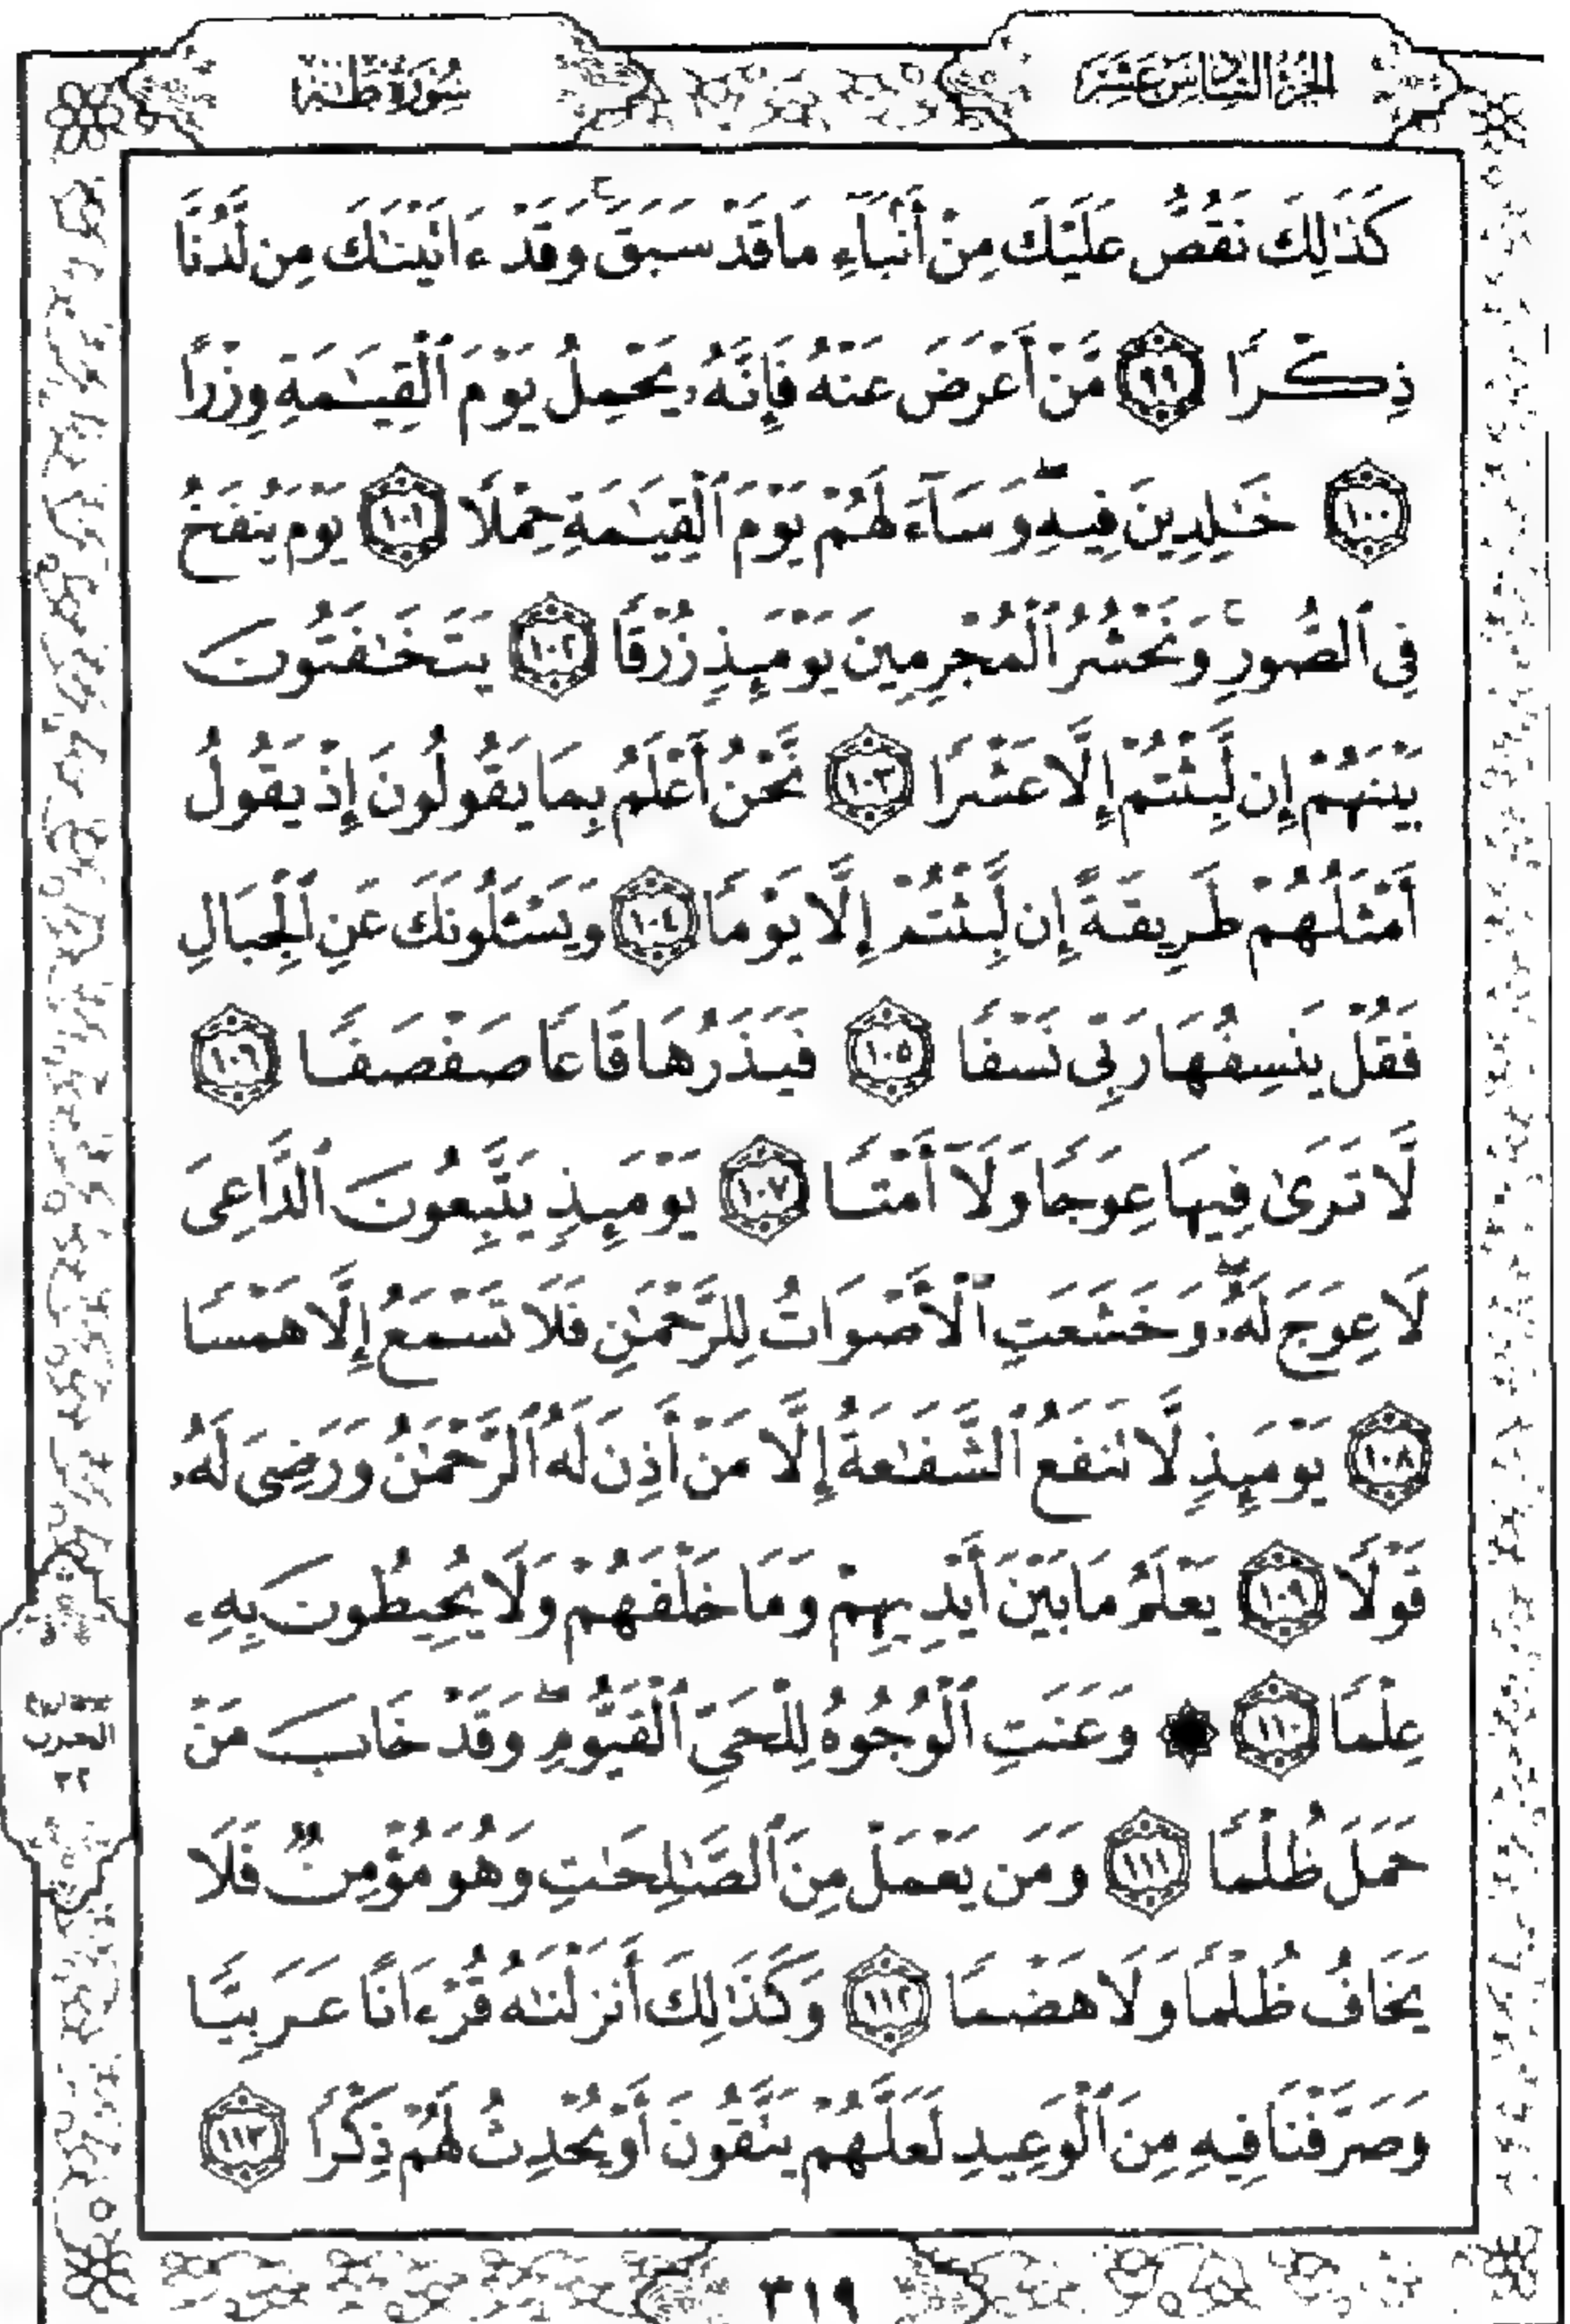 الجزء السادس عشر
سورة طه
كَذَٰلِكَ نَقُصُّ عَلَيْكَ مِنْ أَنۢبَآءِ مَا قَدْ سَبَقَ ۚ وَقَدْ ءَاتَيْنَٰكَ مِن لَّدُنَّا
ذِكْرًا ٩٩ مَّنْ أَعْرَضَ عَنْهُ فَإِنَّهُۥ يَحْمِلُ يَوْمَ ٱلْقِيَٰمَةِ وِزْرًا
١٠٠ خَٰلِدِينَ فِيهِ ۖ وَسَآءَ لَهُمْ يَوْمَ ٱلْقِيَٰمَةِ حِمْلًا ١٠١ يَوْمَ يُنفَخُ
فِى ٱلصُّورِ ۚ وَنَحْشُرُ ٱلْمُجْرِمِينَ يَوْمَئِذٍ زُرْقًا ١٠٢ يَتَخَٰفَتُونَ
بَيْنَهُمْ إِن لَّبِثْتُمْ إِلَّا عَشْرًا ١٠٣ نَّحْنُ أَعْلَمُ بِمَا يَقُولُونَ إِذْ يَقُولُ
أَمْثَلُهُمْ طَرِيقَةً إِن لَّبِثْتُمْ إِلَّا يَوْمًا ١٠٤ وَيَسْـَٔلُونَكَ عَنِ ٱلْجِبَالِ
فَقُلْ يَنسِفُهَا رَبِّى نَسْفًا ١٠٥ فَيَذَرُهَا قَاعًا صَفْصَفًا ١٠٦
لَّا تَرَىٰ فِيهَا عِوَجًا وَلَآ أَمْتًا ١٠٧ يَوْمَئِذٍ يَتَّبِعُونَ ٱلدَّاعِىَ
لَا عِوَجَ لَهُۥ ۖ وَخَشَعَتِ ٱلْأَصْوَاتُ لِلرَّحْمَٰنِ فَلَا تَسْمَعُ إِلَّا هَمْسًا
١٠٨ يَوْمَئِذٍ لَّا تَنفَعُ ٱلشَّفَٰعَةُ إِلَّا مَنْ أَذِنَ لَهُ ٱلرَّحْمَٰنُ وَرَضِىَ لَهُۥ
قَوْلًا ١٠٩ يَعْلَمُ مَا بَيْنَ أَيْدِيهِمْ وَمَا خَلْفَهُمْ وَلَا يُحِيطُونَ بِهِۦ
عِلْمًا ١١٠ ۞ وَعَنَتِ ٱلْوُجُوهُ لِلْحَىِّ ٱلْقَيُّومِ ۖ وَقَدْ خَابَ مَنْ
حَمَلَ ظُلْمًا ١١١ وَمَن يَعْمَلْ مِنَ ٱلصَّٰلِحَٰتِ وَهُوَ مُؤْمِنٌ فَلَا
يَخَافُ ظُلْمًا وَلَا هَضْمًا ١١٢ وَكَذَٰلِكَ أَنزَلْنَٰهُ قُرْءَانًا عَرَبِيًّا
وَصَرَّفْنَا فِيهِ مِنَ ٱلْوَعِيدِ لَعَلَّهُمْ يَتَّقُونَ أَوْ يُحْدِثُ لَهُمْ ذِكْرًا ١١٣
الحزب
٣٢
٣١٩